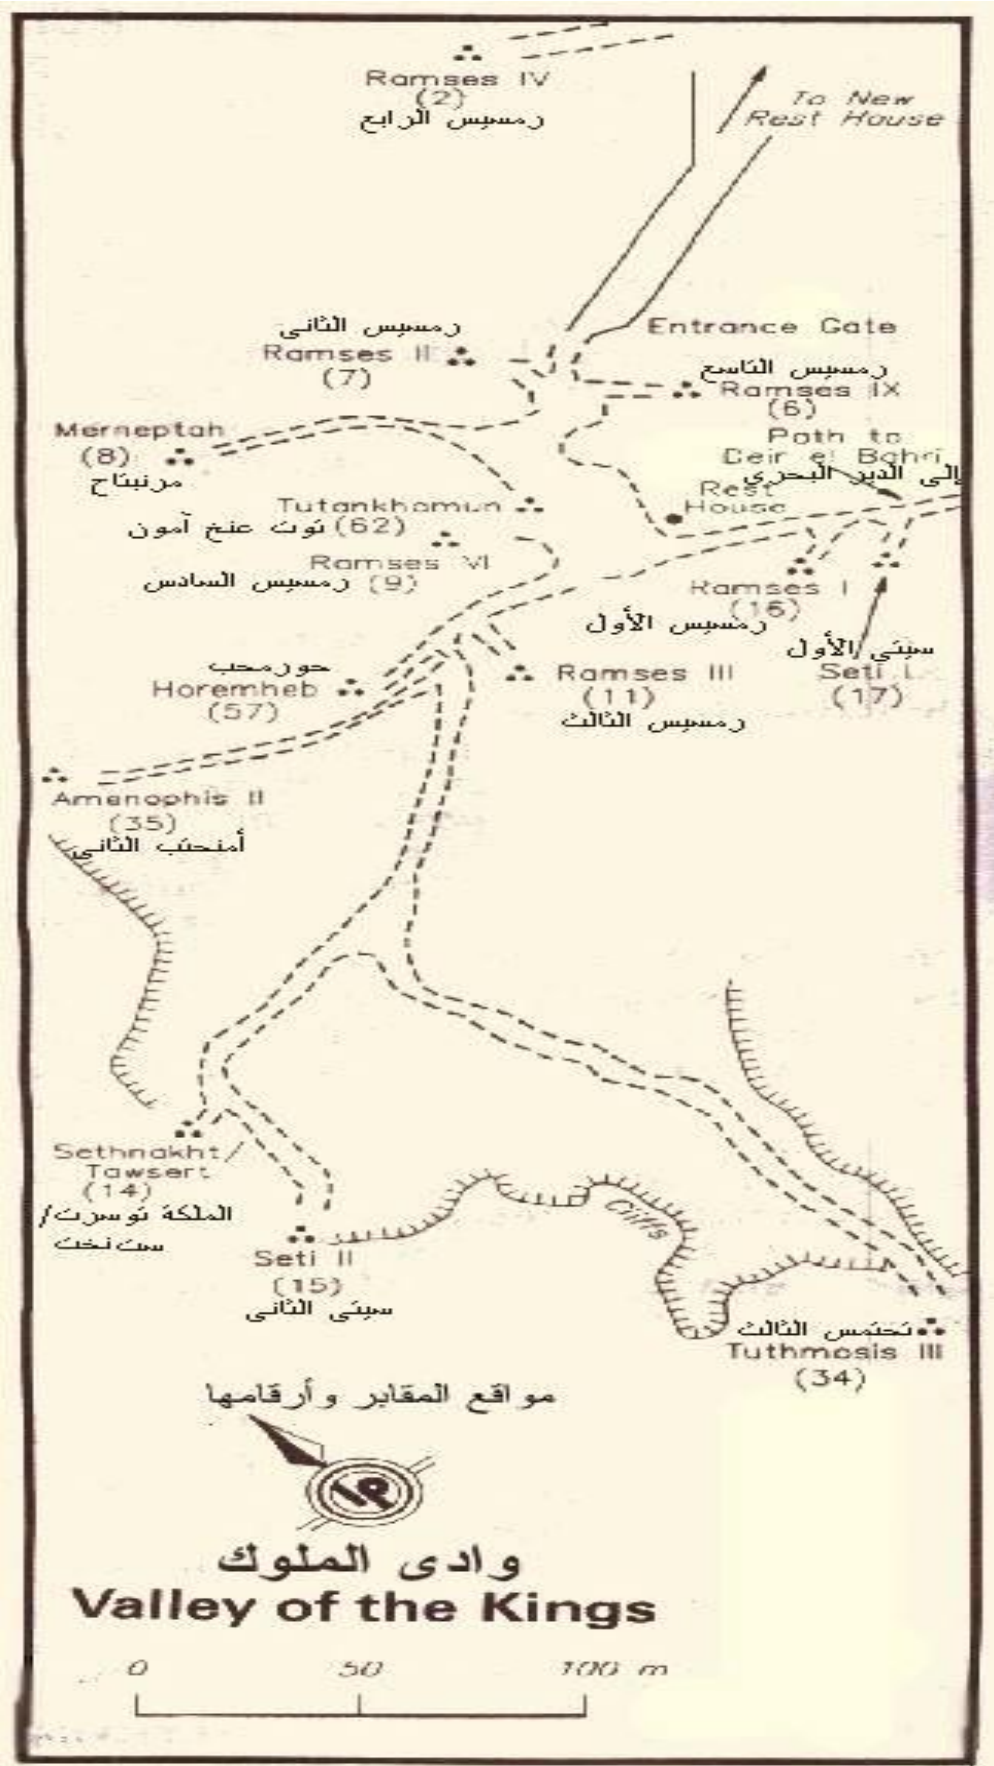 Ramses IV
(2)
رمسيس الرابع
To New
Rest House
رمسيس الثانى
Ramses II
(7)
Entrance Gate
رمسيس التاسع
Ramses IX
(6)
Merneptah
(8)
مرنبتاح
Path to
Deir el Bahri
إلى الدير البحري
Rest
House
Tutankhamun
توت عنخ آمون (62)
Ramses VI
رمسيس السادس (9)
Ramses I
(16)
رمسيس الأول
سيتي الأول
Seti I
(17)
حورمحب
Horemheb
(57)
Ramses III
(11)
رمسيس الثالث
Amenophis II
(35)
أمنحتب الثانى
Sethnakht/
Tawsert
(14)
الملكة توسرت/
ست نخت
Seti II
(15)
سيتى الثانى
Cliffs
تحتمس الثالث
Tuthmosis III
(34)
مواقع المقابر وأرقامها
وادى الملوك
Valley of the Kings
0 50 100 m